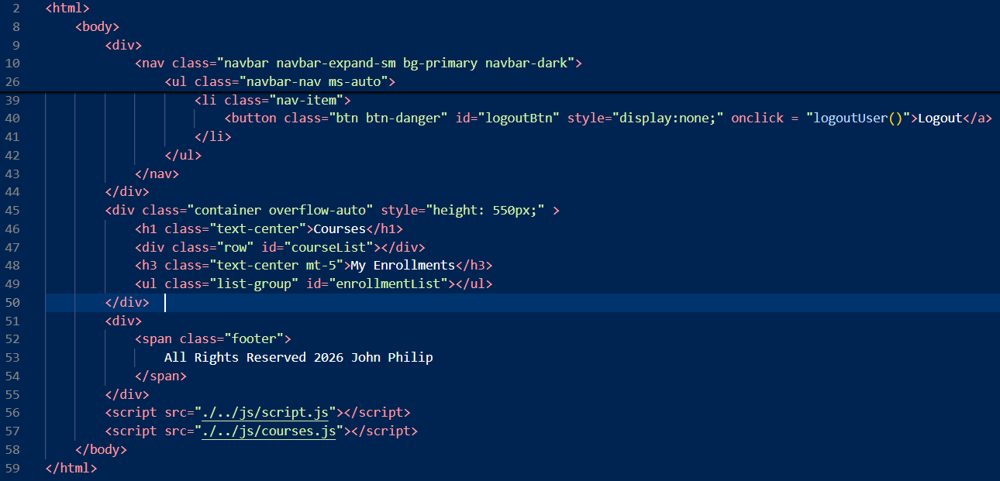 2 <html>
8 <body>
9 <div>
10 <nav class="navbar navbar-expand-sm bg-primary navbar-dark">
26 <ul class="navbar-nav ms-auto">
39 <li class="nav-item">
40 <button class="btn btn-danger" id="logoutBtn" style="display:none;" onclick = "logoutUser()">Logout</a>
41 </li>
42 </ul>
43 </nav>
44 </div>
45 <div class="container overflow-auto" style="height: 550px;" >
46 <h1 class="text-center">Courses</h1>
47 <div class="row" id="courseList"></div>
48 <h3 class="text-center mt-5">My Enrollments</h3>
49 <ul class="list-group" id="enrollmentList"></ul>
50 </div>
51 <div>
52 <span class="footer">
53 All Rights Reserved 2026 John Philip
54 </span>
55 </div>
56 <script src="./../js/script.js"></script>
57 <script src="./../js/courses.js"></script>
58 </body>
59 </html>